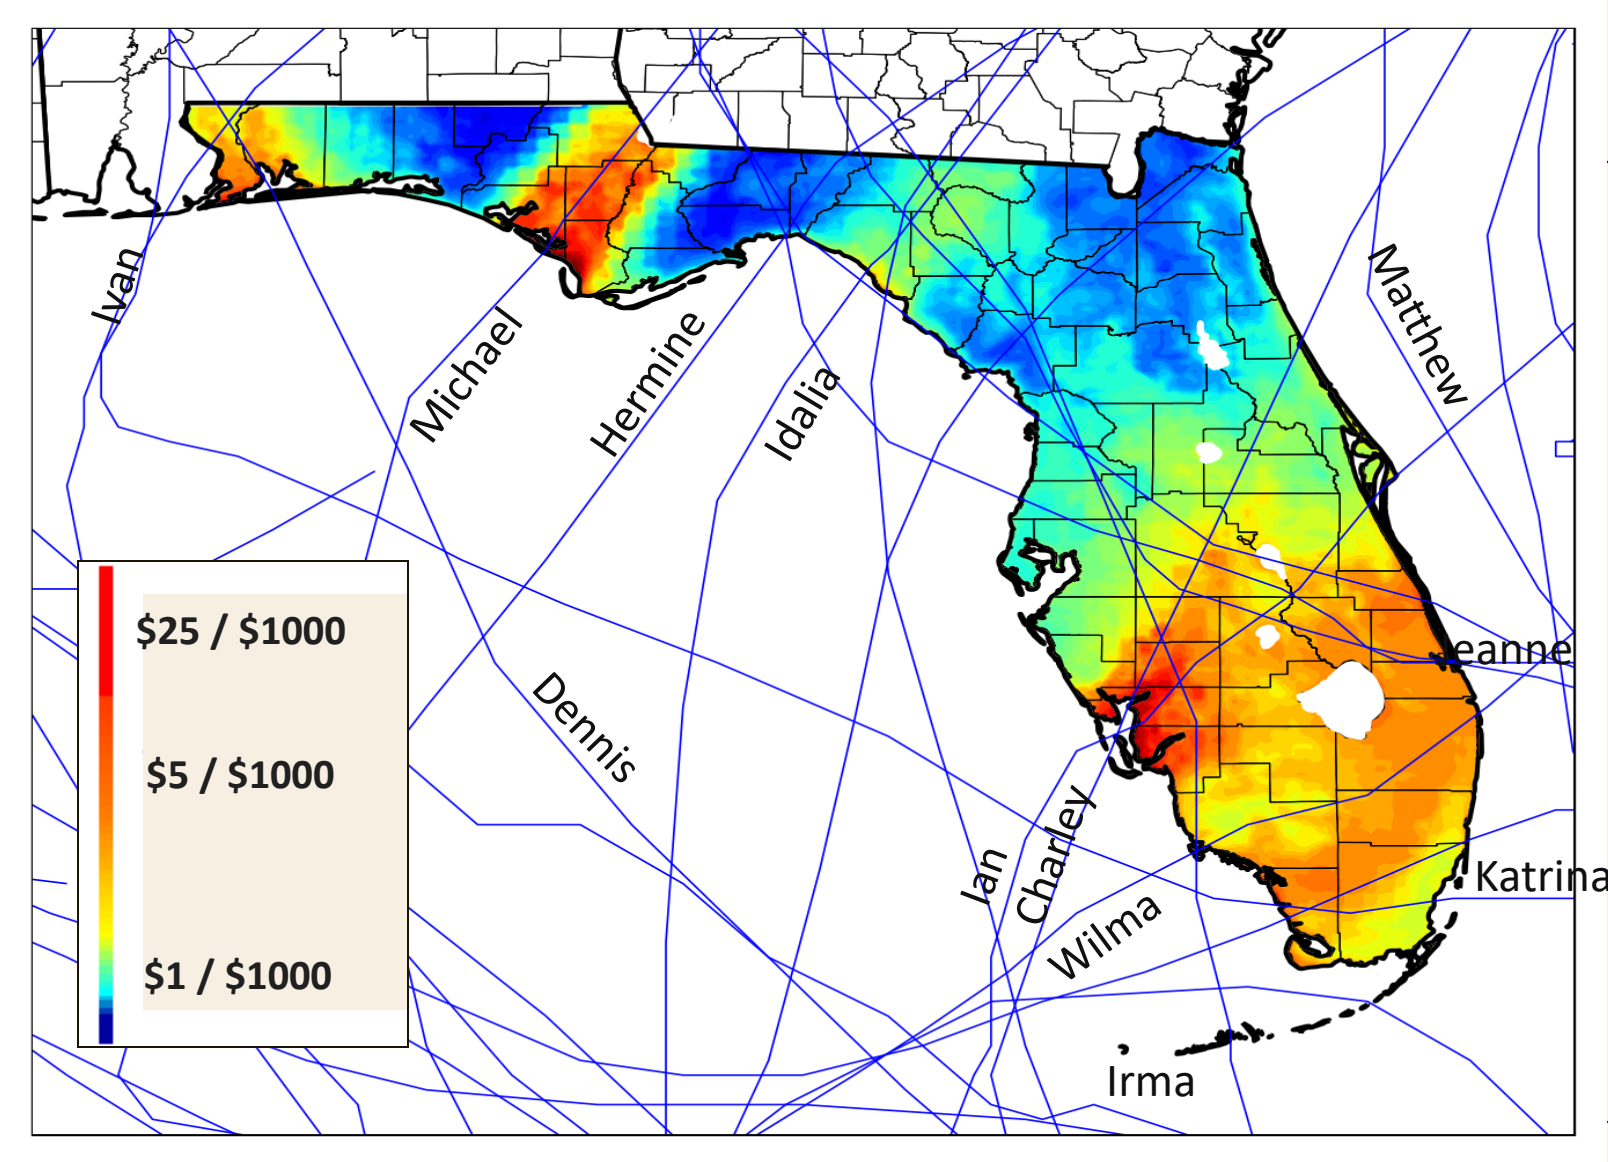 Ivan
Michael
Hermine
Idalia
Matthew
$25 / $1000
$5 / $1000
$1 / $1000
Dennis
eanne
Ian
Charley
Wilma
Katrina
Irma